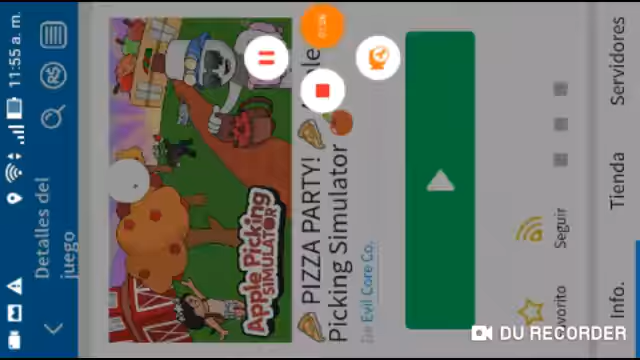 11:55 a. m.
Detalles del
juego
R$
Apple Picking
SIMULATOR
PIZZA PARTY!
Picking Simulator
De Evil Core Co.
Seguir
Info.
Tienda
Servidores
DU RECORDER